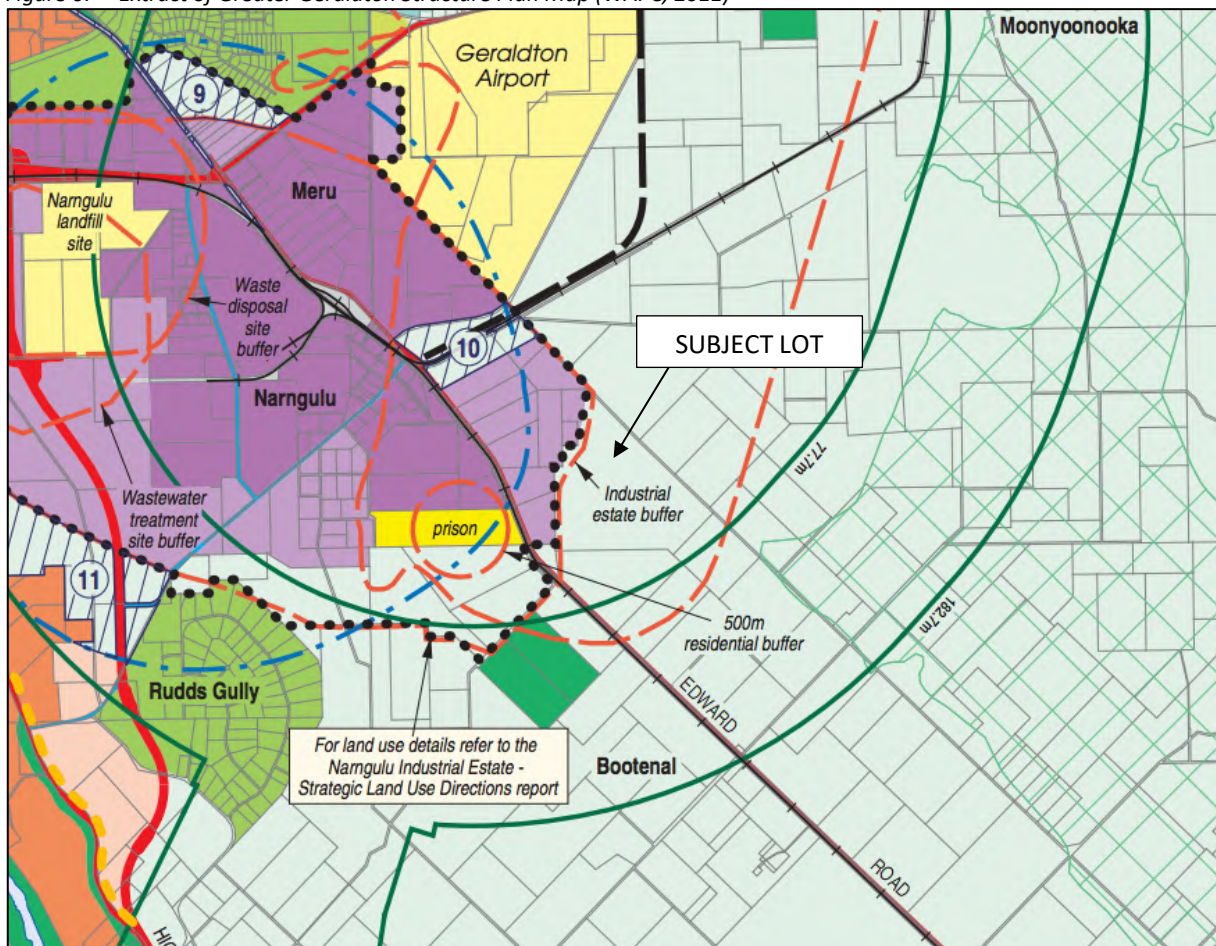 Moonyoonooka
Geraldton
Airport
9
Meru
Narngulu
landfill
site
Waste
disposal
site
buffer
10
SUBJECT LOT
Narngulu
77.7m
Industrial
estate buffer
Wastewater
treatment
site buffer
prison
11
182.7m
500m
residential buffer
Rudds Gully
EDWARD
For land use details refer to the
Narngulu Industrial Estate -
Strategic Land Use Directions report
Bootenal
ROAD